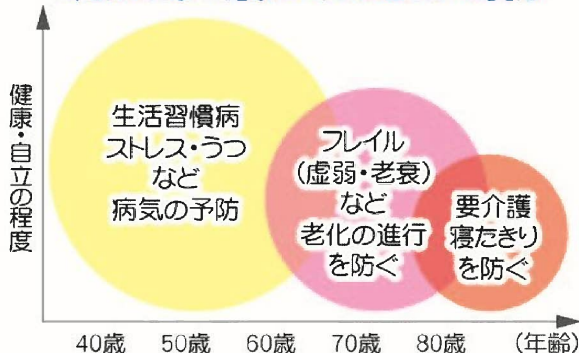 健康・自立の程度
生活習慣病
ストレス・うつ
など
病気の予防
フレイル
(虚弱・老衰)
など
老化の進行
を防ぐ
要介護
寝たきり
を防ぐ
40歳 50歳 60歳 70歳 80歳 (年齢)